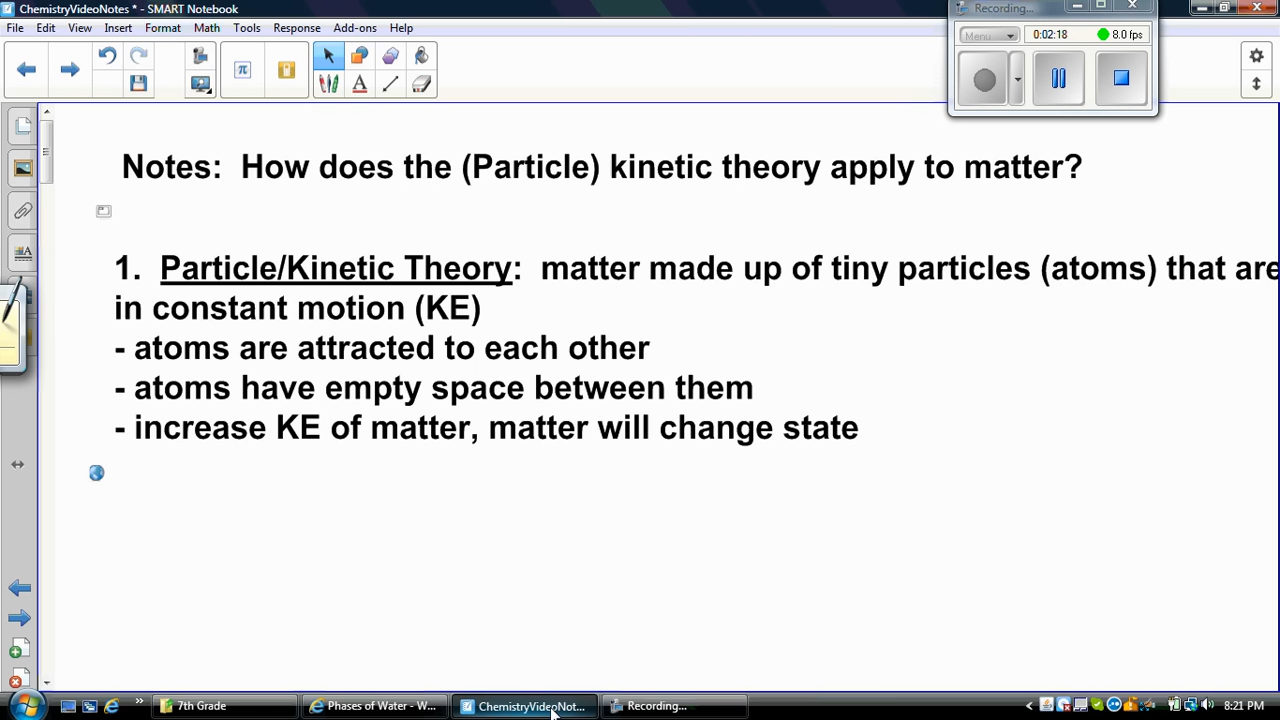 ChemistryVideoNotes * - SMART Notebook
Recording...
File Edit View Insert Format Math Tools Response Add-ons Help
Menu 0:02:18 8.0 fps
π
A
Notes: How does the (Particle) kinetic theory apply to matter?
1. Particle/Kinetic Theory: matter made up of tiny particles (atoms) that are
in constant motion (KE)
- atoms are attracted to each other
- atoms have empty space between them
- increase KE of matter, matter will change state
7th Grade Phases of Water - W... ChemistryVideoNot... Recording... 8:21 PM